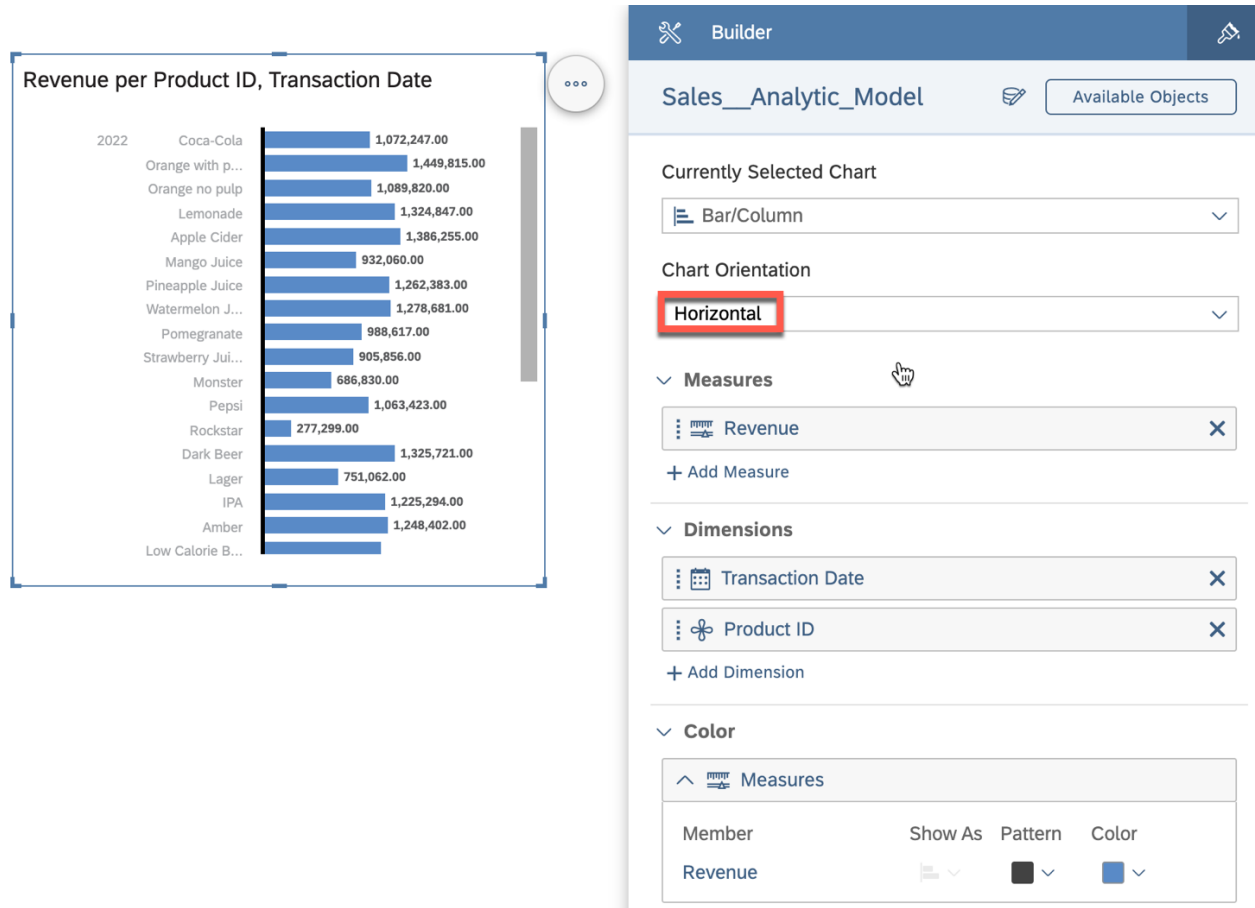 Revenue per Product ID, Transaction Date
2022 Coca-Cola 1,072,247.00
Orange with p... 1,449,815.00
Orange no pulp 1,089,820.00
Lemonade 1,324,847.00
Apple Cider 1,386,255.00
Mango Juice 932,060.00
Pineapple Juice 1,262,383.00
Watermelon J... 1,278,681.00
Pomegranate 988,617.00
Strawberry Jui... 905,856.00
Monster 686,830.00
Pepsi 1,063,423.00
Rockstar 277,299.00
Dark Beer 1,325,721.00
Lager 751,062.00
IPA 1,225,294.00
Amber 1,248,402.00
Low Calorie B...
Builder
Sales__Analytic_Model Available Objects
Currently Selected Chart
Bar/Column
Chart Orientation
Horizontal
Measures
Revenue
+ Add Measure
Dimensions
Transaction Date
Product ID
+ Add Dimension
Color
Measures
Member Show As Pattern Color
Revenue